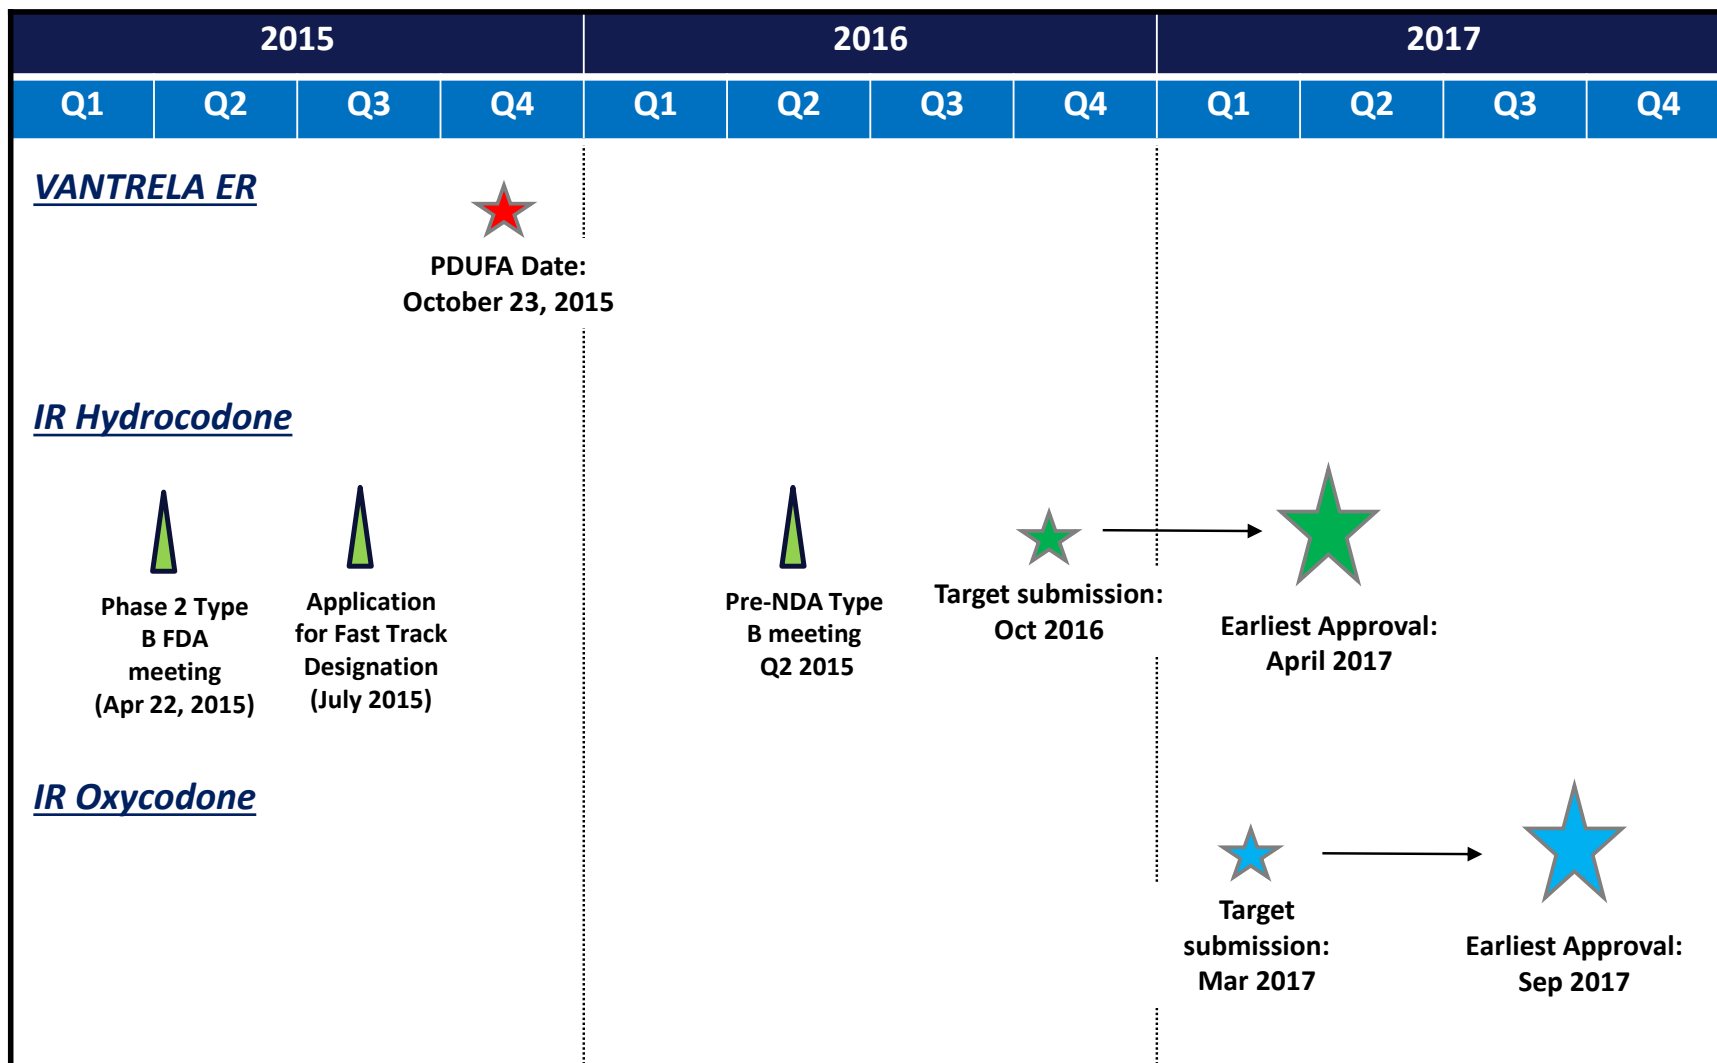 2015 2016 2017
Q1 Q2 Q3 Q4 Q1 Q2 Q3 Q4 Q1 Q2 Q3 Q4
VANTRELA ER
PDUFA Date:
October 23, 2015
IR Hydrocodone
Phase 2 Type
B FDA
meeting
(Apr 22, 2015)
Application
for Fast Track
Designation
(July 2015)
Pre-NDA Type
B meeting
Q2 2015
Target submission:
Oct 2016
Earliest Approval:
April 2017
IR Oxycodone
Target
submission:
Mar 2017
Earliest Approval:
Sep 2017